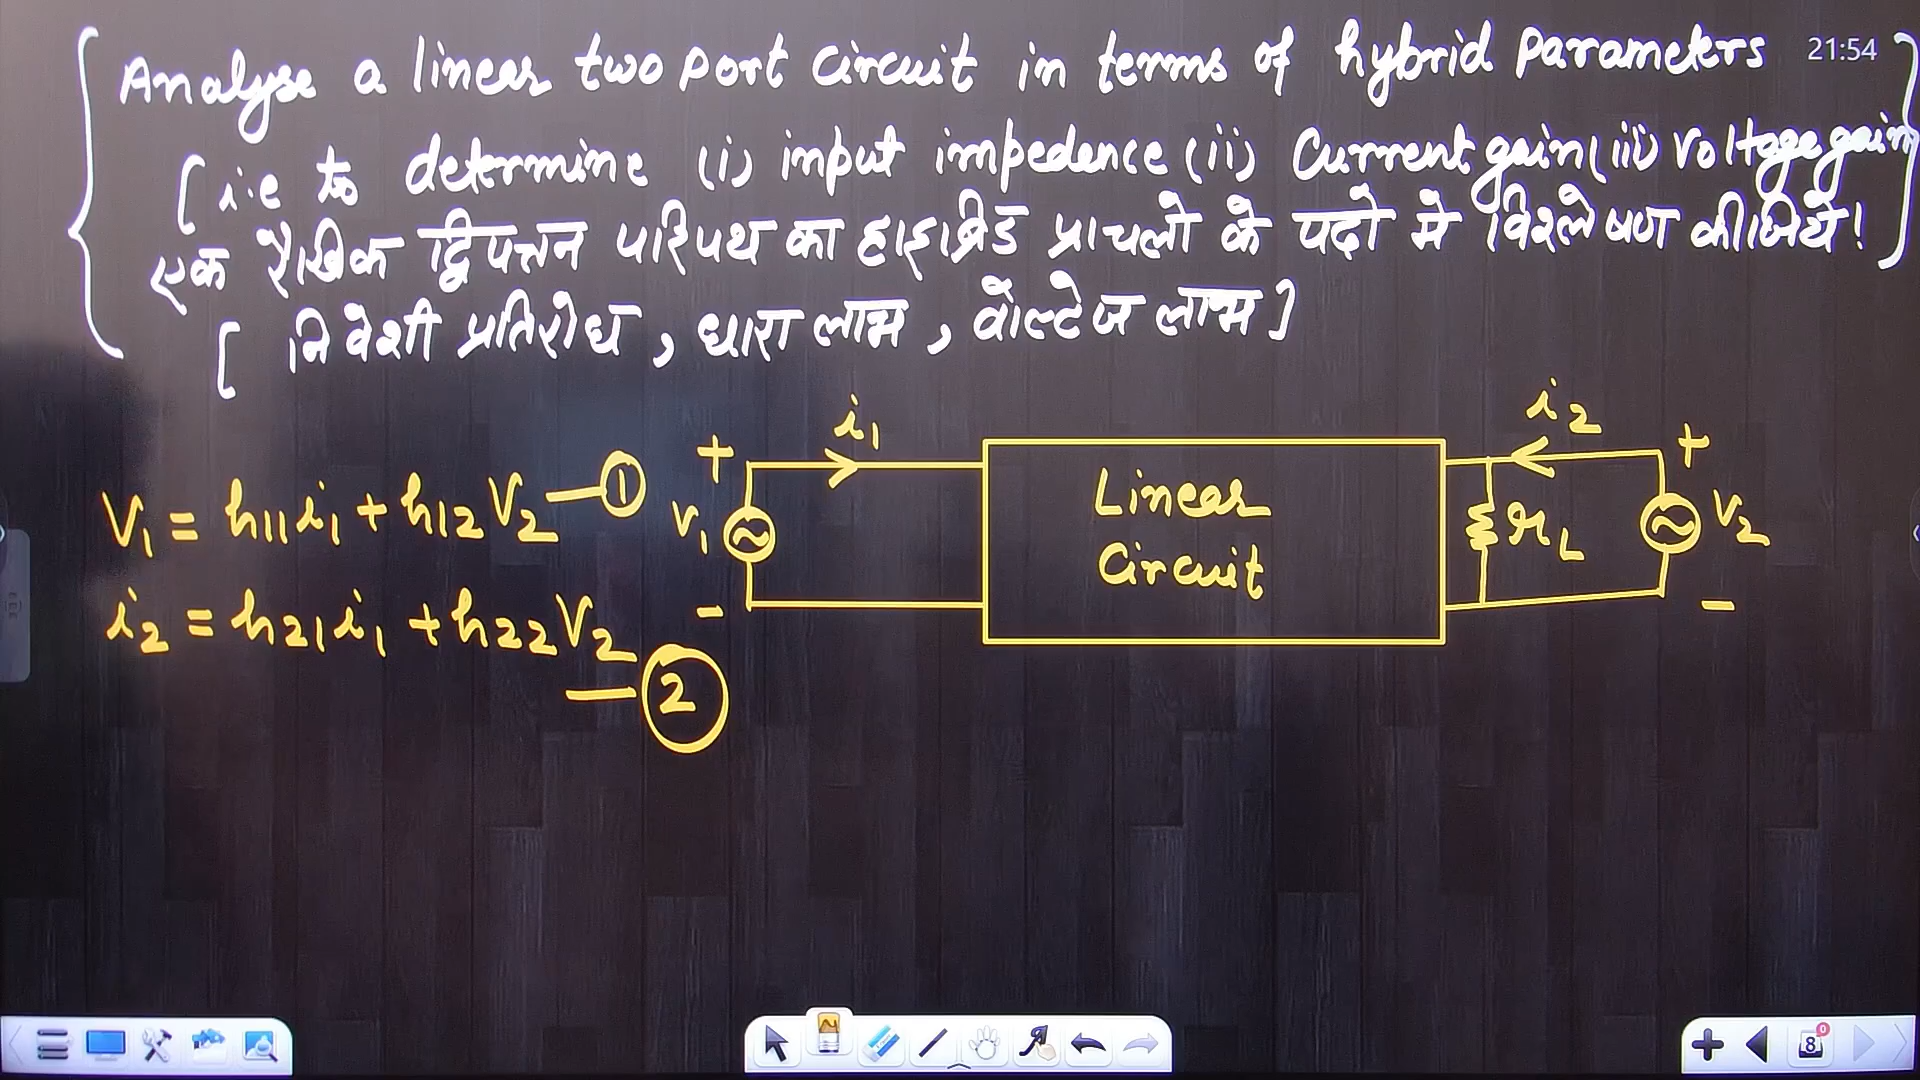 Analyse a linear two port circuit in terms of hybrid parameters
21:54
[i.e to determine (i) input impedence (ii) Current gain (iii) voltage gain
एक रैखिक द्विपत्तन परिपथ का हाइब्रिड प्राचलो के पदो मे विश्लेषण कीजिये!
[निवेशी प्रतिरोध, धारा लाभ, वोल्टेज लाभ]
V1 = h11i1 + h12V2 — 1
i2 = h21i1 + h22V2
— 2
i1
i2
+
+
V1
Linear
Circuit
rL
V2
-
-
8
0